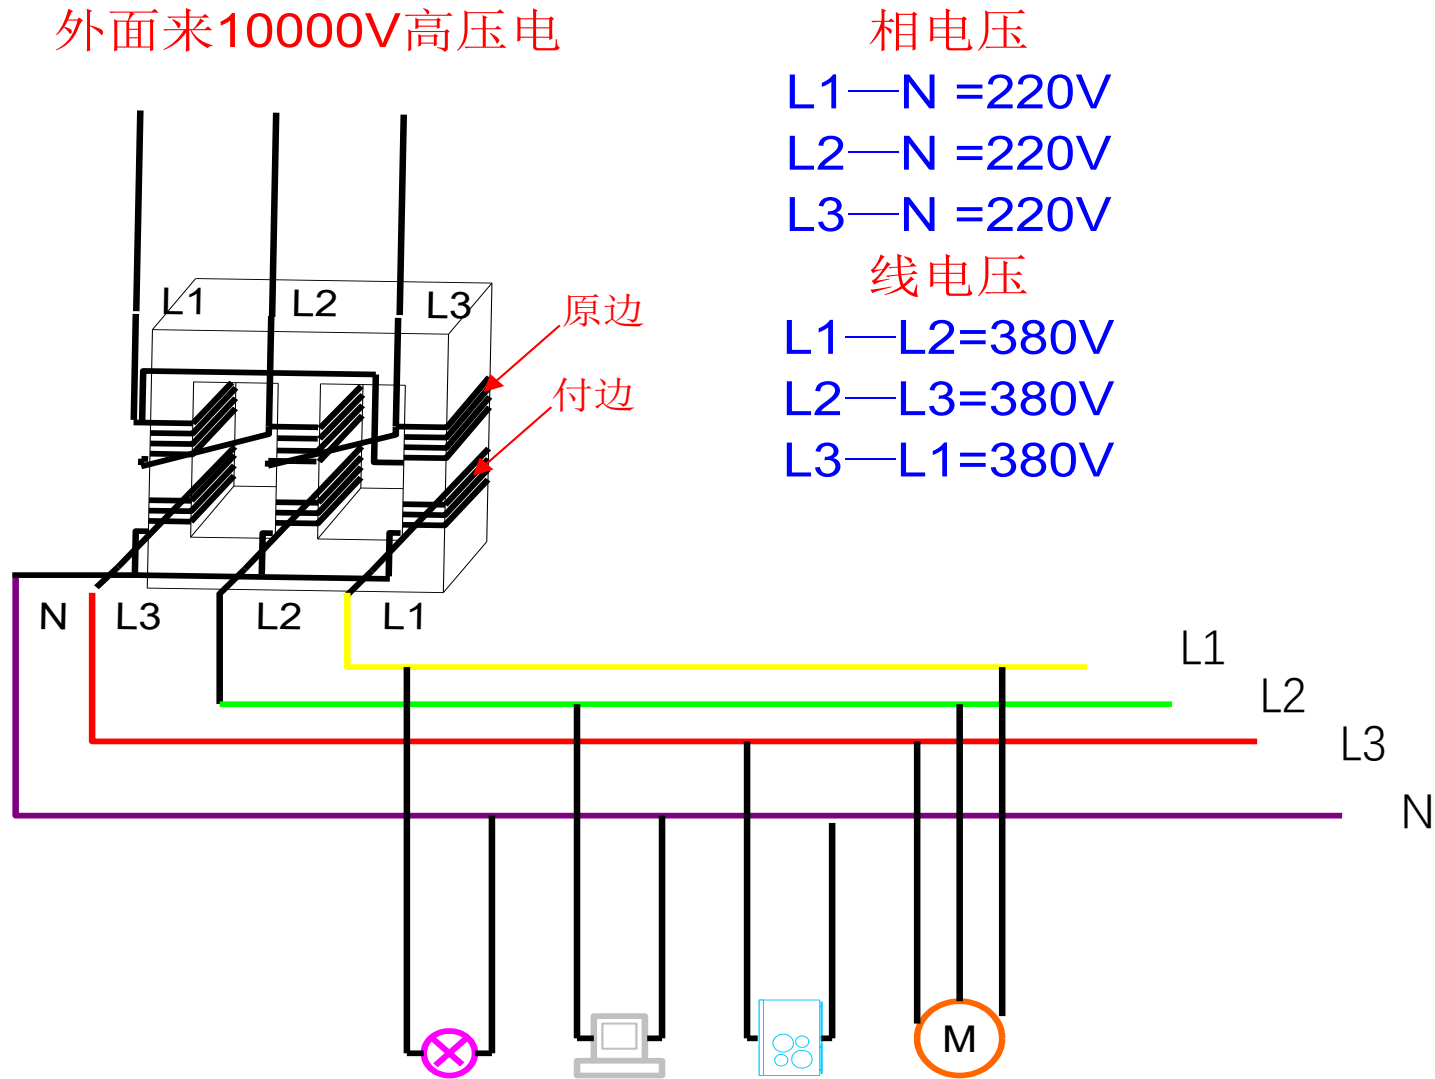 外面来10000V高压电
相电压
L1—N =220V
L2—N =220V
L3—N =220V
线电压
L1—L2=380V
L2—L3=380V
L3—L1=380V
L1 L2 L3
原边
付边
N L3 L2 L1
L1
L2
L3
N
M